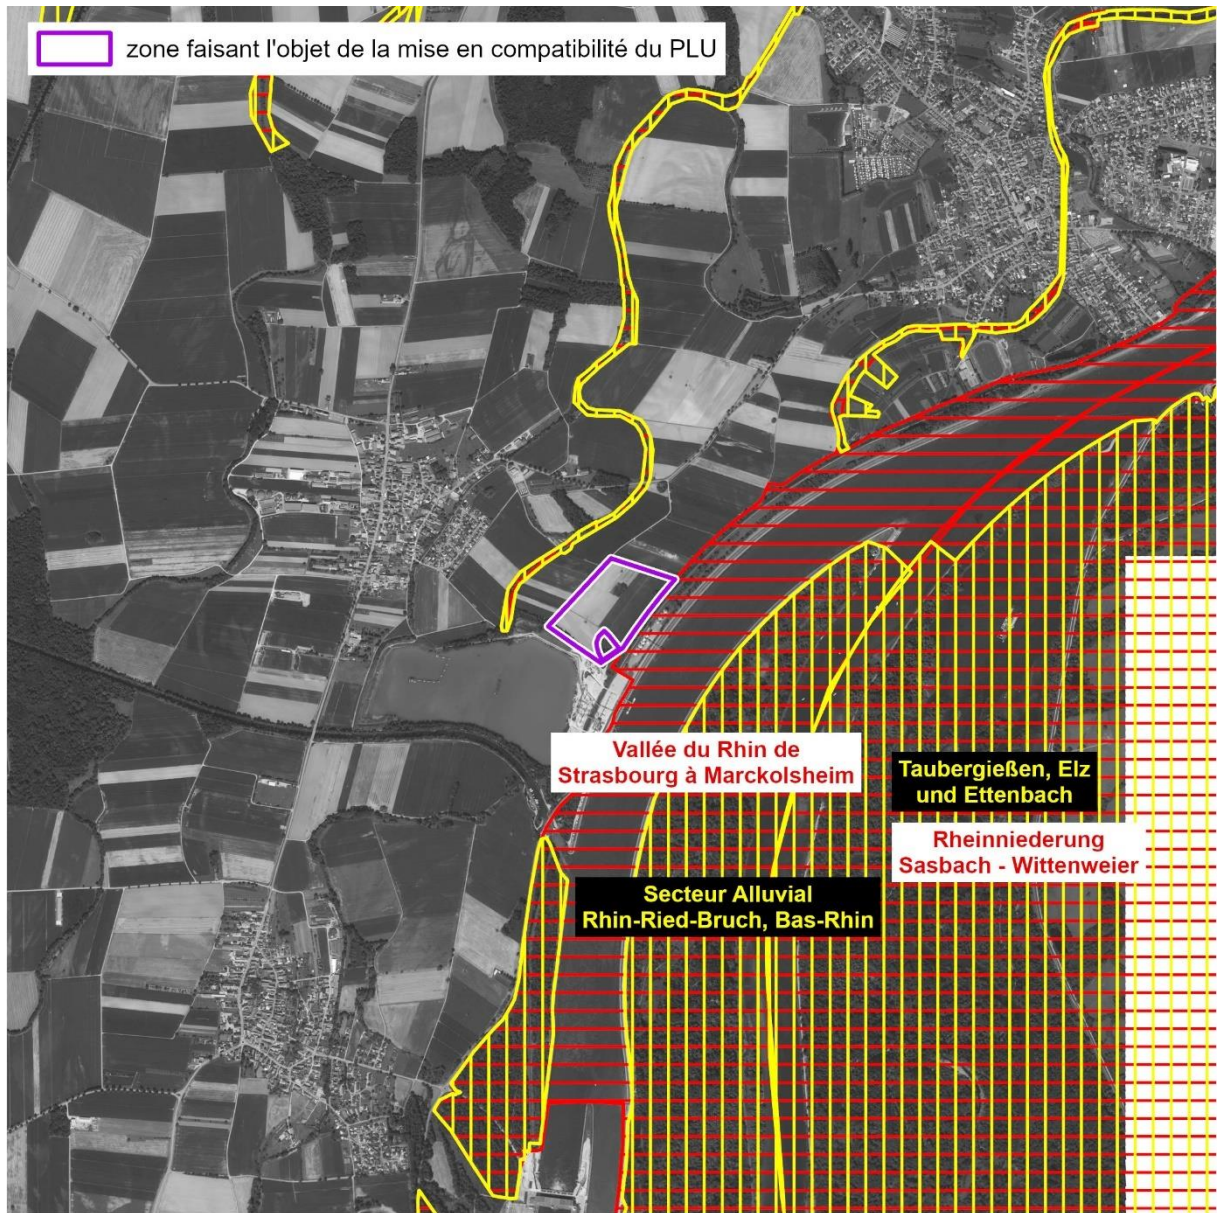 zone faisant l'objet de la mise en compatibilité du PLU
Vallée du Rhin de
Strasbourg à Marckolsheim
Taubergießen, Elz
und Ettenbach
Rheinniederung
Sasbach - Wittenweier
Secteur Alluvial
Rhin-Ried-Bruch, Bas-Rhin